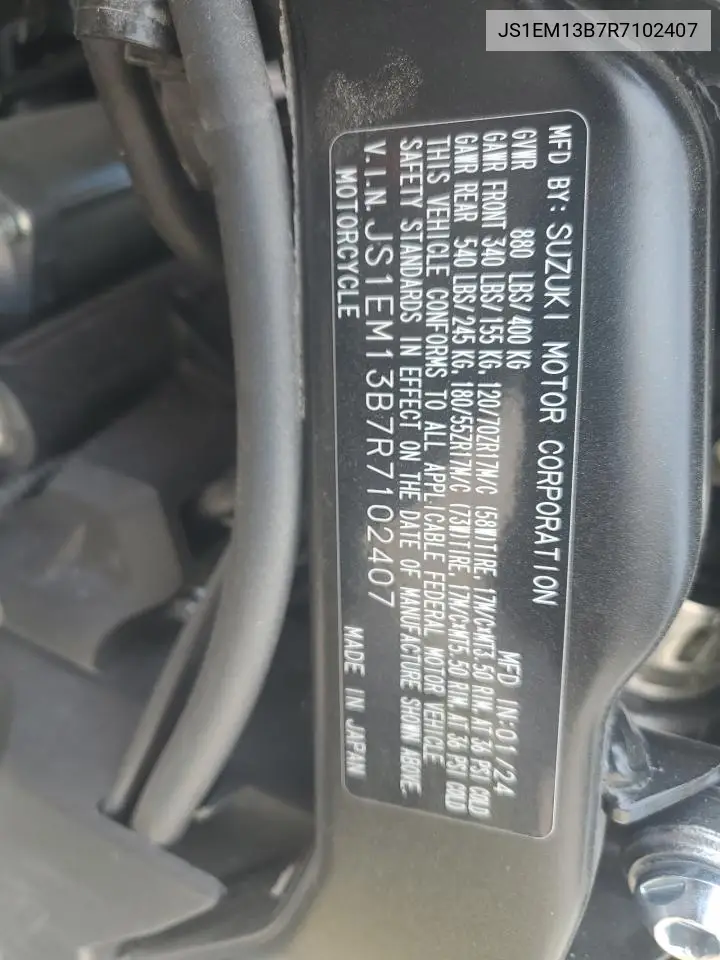 JS1EM13B7R7102407
MFD BY: SUZUKI MOTOR CORPORATION
MFD IN:01/24
GVWR 880 LBS/400 KG
GAWR FRONT 340 LBS/155 KG, 120/70ZR17M/C (58W)TIRE, 17M/C×MT3.50 RIM, AT 36 PSI COLD
GAWR REAR 540 LBS/245 KG, 180/55ZR17M/C (73W)TIRE, 17M/C×MT5.50 RIM, AT 36 PSI COLD
THIS VEHICLE CONFORMS TO ALL APPLICABLE FEDERAL MOTOR VEHICLE
SAFETY STANDARDS IN EFFECT ON THE DATE OF MANUFACTURE SHOWN ABOVE.
V.I.N. JS1EM13B7R7102407
MOTORCYCLE MADE IN JAPAN